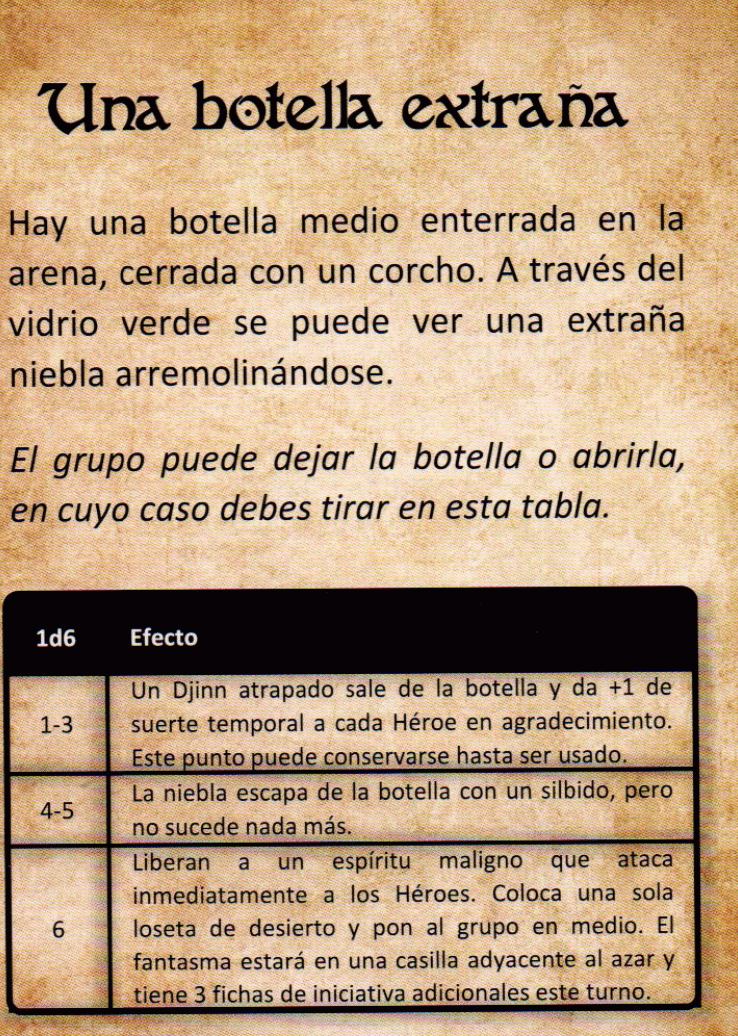 Una botella extraña
Hay una botella medio enterrada en la
arena, cerrada con un corcho. A través del
vidrio verde se puede ver una extraña
niebla arremolinándose.
El grupo puede dejar la botella o abrirla,
en cuyo caso debes tirar en esta tabla.
1d6 Efecto
1-3
Un Djinn atrapado sale de la botella y da +1 de
suerte temporal a cada Héroe en agradecimiento.
Este punto puede conservarse hasta ser usado.
4-5
La niebla escapa de la botella con un silbido, pero
no sucede nada más.
6
Liberan a un espíritu maligno que ataca
inmediatamente a los Héroes. Coloca una sola
loseta de desierto y pon al grupo en medio. El
fantasma estará en una casilla adyacente al azar y
tiene 3 fichas de iniciativa adicionales este turno.